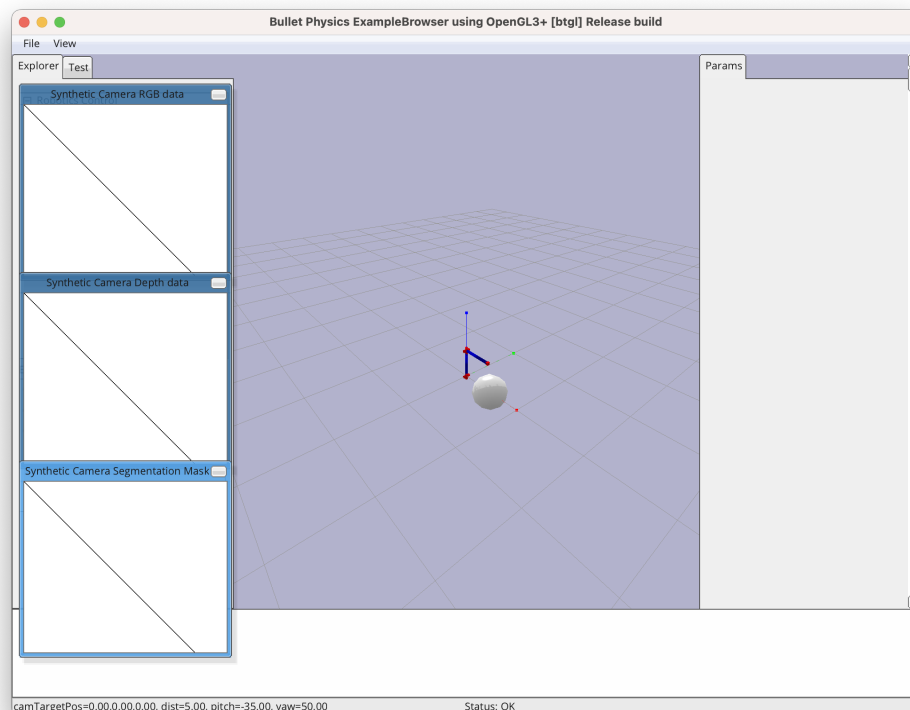 Bullet Physics ExampleBrowser using OpenGL3+ [btgl] Release build
File View
Explorer Test
Params
Synthetic Camera RGB data
Synthetic Camera Depth data
Synthetic Camera Segmentation Mask
camTargetPos=0.00,0.00,0.00, dist=5.00, pitch=-35.00, yaw=50.00
Status: OK